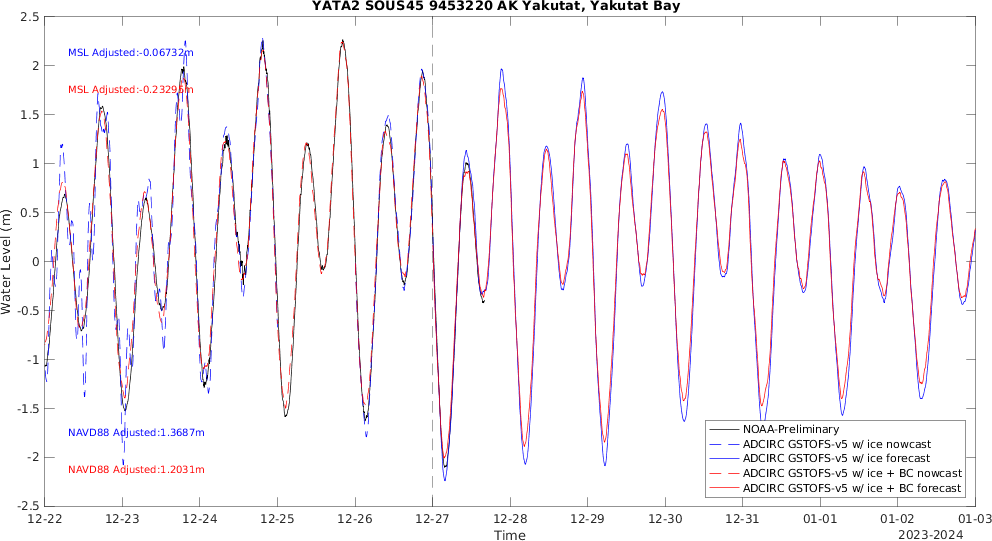 YATA2 SOUS45 9453220 AK Yakutat, Yakutat Bay
2.5
2
1.5
1
0.5
0
-0.5
-1
-1.5
-2
-2.5
Water Level (m)
MSL Adjusted:-0.06732m
MSL Adjusted:-0.23295m
NAVD88 Adjusted:1.3687m
NAVD88 Adjusted:1.2031m
NOAA-Preliminary
ADCIRC GSTOFS-v5 w/ ice nowcast
ADCIRC GSTOFS-v5 w/ ice forecast
ADCIRC GSTOFS-v5 w/ ice + BC nowcast
ADCIRC GSTOFS-v5 w/ ice + BC forecast
12-22 12-23 12-24 12-25 12-26 12-27 12-28 12-29 12-30 12-31 01-01 01-02 01-03
Time
2023-2024